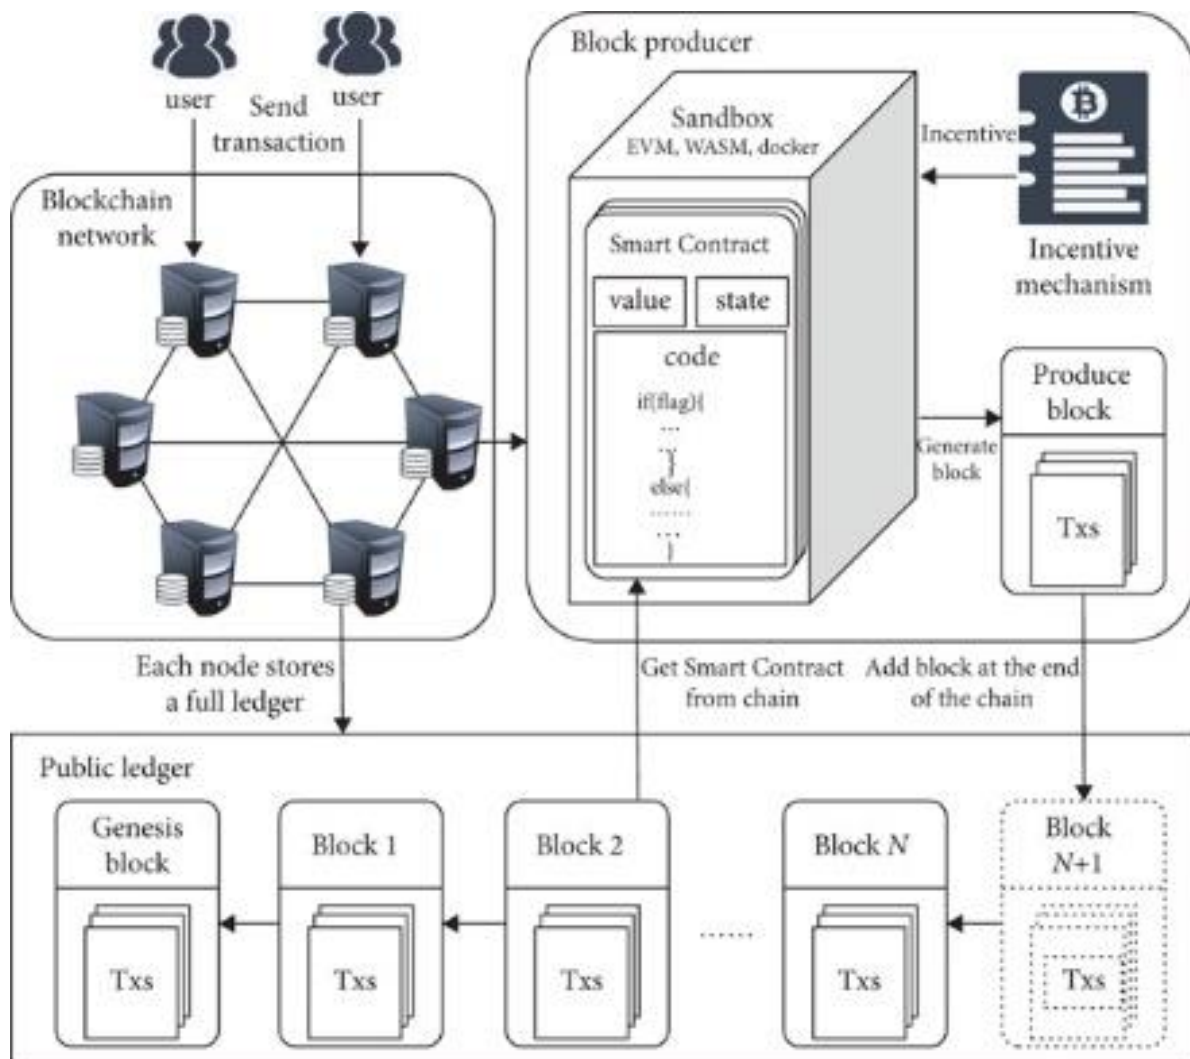 user
user
Send
transaction
Blockchain
network
Each node stores
a full ledger
Block producer
Sandbox
EVM, WASM, docker
Smart Contract
value
state
code
if(flag){
...
...}
else{
......
...
}
Incentive
Incentive
mechanism
Generate
block
Produce
block
Txs
Get Smart Contract
from chain
Add block at the end
of the chain
Public ledger
Genesis
block
Txs
Block 1
Txs
Block 2
Txs
......
Block N
Txs
Block
N+1
Txs